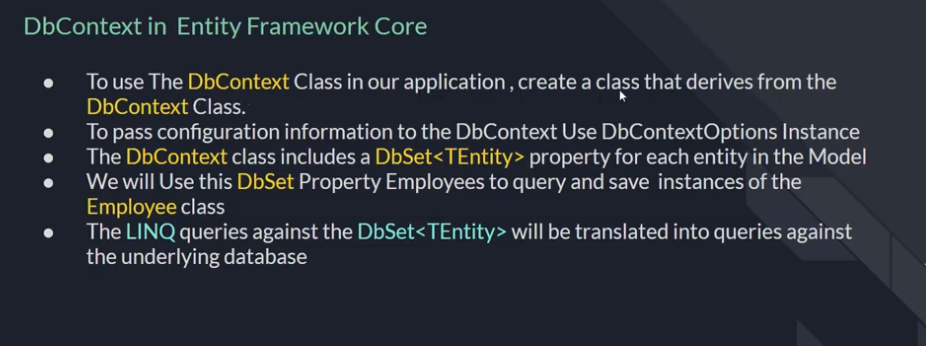 DbContext in Entity Framework Core
● To use The DbContext Class in our application , create a class that derives from the
DbContext Class.
● To pass configuration information to the DbContext Use DbContextOptions Instance
● The DbContext class includes a DbSet<TEntity> property for each entity in the Model
● We will Use this DbSet Property Employees to query and save instances of the
Employee class
● The LINQ queries against the DbSet<TEntity> will be translated into queries against
the underlying database